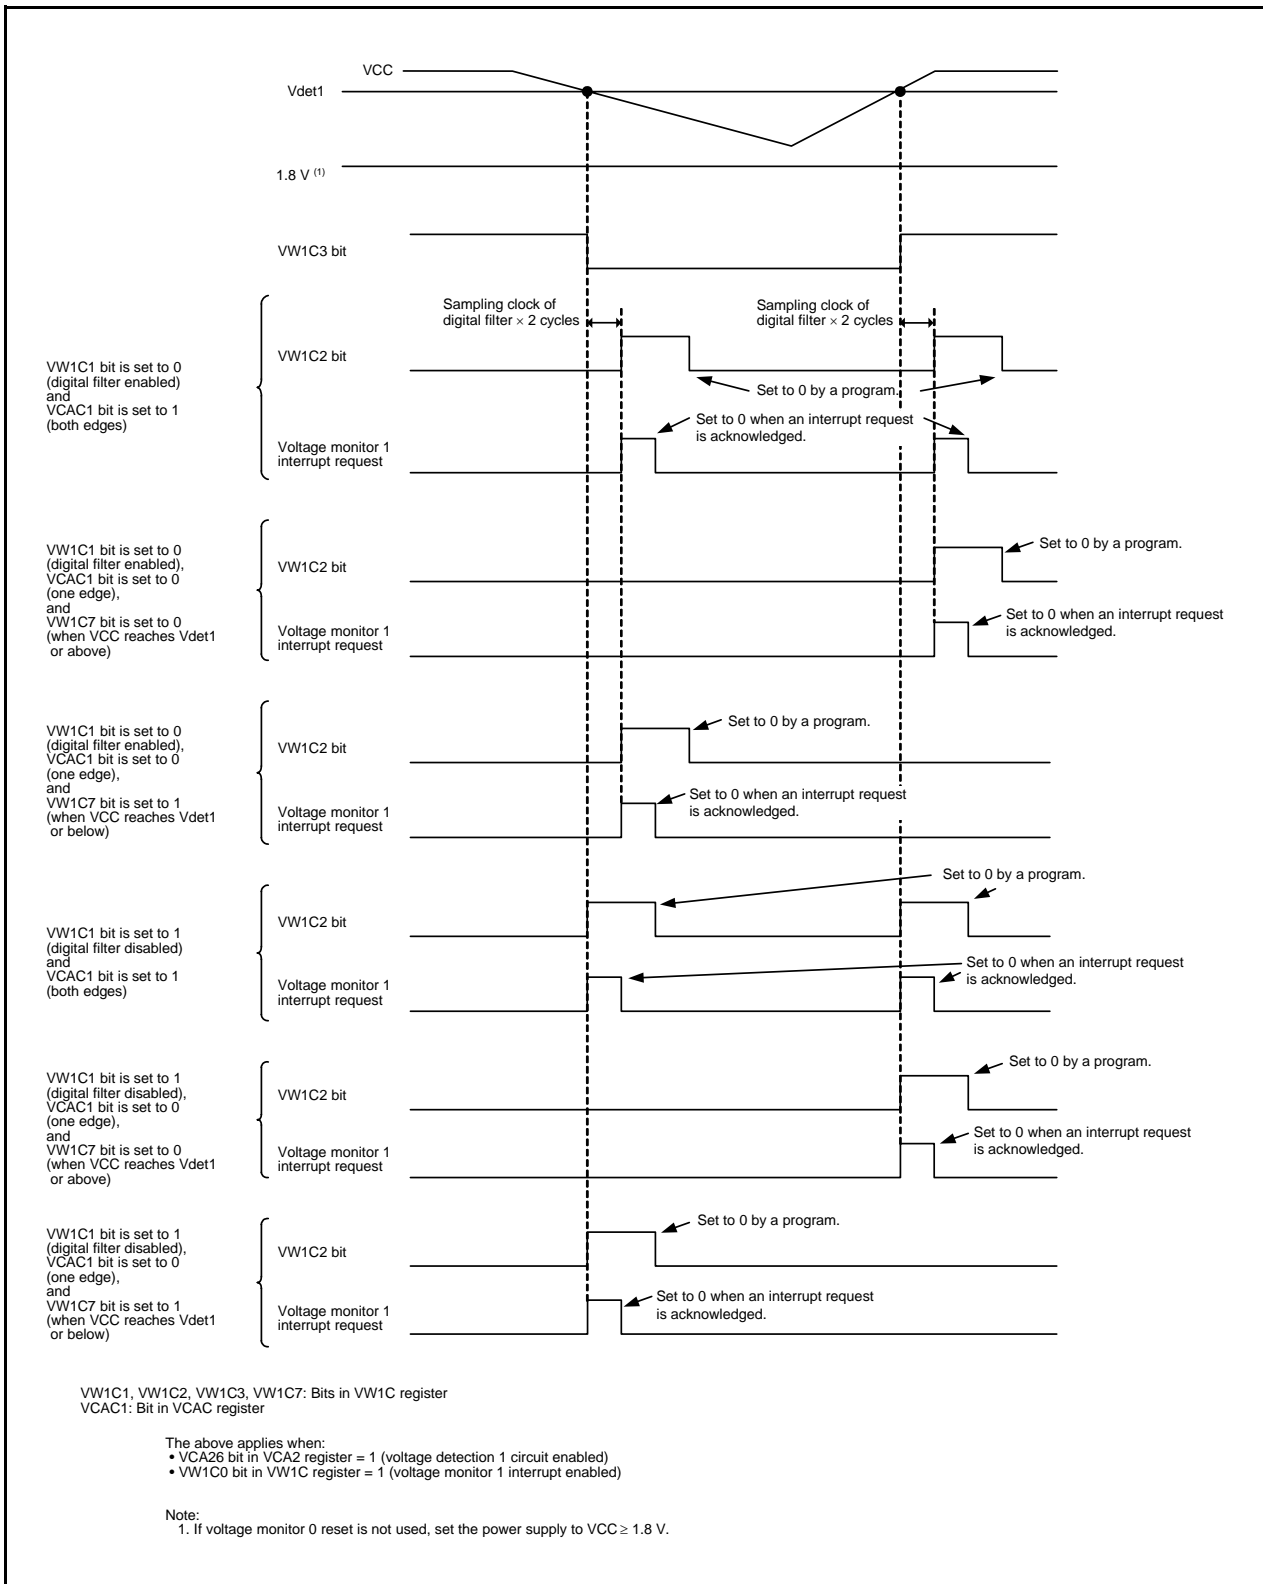 VCC
Vdet1
1.8 V (1)
VW1C3 bit
Sampling clock of
digital filter × 2 cycles
Sampling clock of
digital filter × 2 cycles
VW1C1 bit is set to 0
(digital filter enabled)
and
VCAC1 bit is set to 1
(both edges)
VW1C2 bit
Set to 0 by a program.
Voltage monitor 1
interrupt request
Set to 0 when an interrupt request
is acknowledged.
VW1C1 bit is set to 0
(digital filter enabled),
VCAC1 bit is set to 0
(one edge),
and
VW1C7 bit is set to 0
(when VCC reaches Vdet1
or above)
VW1C2 bit
Set to 0 by a program.
Voltage monitor 1
interrupt request
Set to 0 when an interrupt request
is acknowledged.
VW1C1 bit is set to 0
(digital filter enabled),
VCAC1 bit is set to 0
(one edge),
and
VW1C7 bit is set to 1
(when VCC reaches Vdet1
or below)
VW1C2 bit
Set to 0 by a program.
Voltage monitor 1
interrupt request
Set to 0 when an interrupt request
is acknowledged.
VW1C1 bit is set to 1
(digital filter disabled)
and
VCAC1 bit is set to 1
(both edges)
VW1C2 bit
Set to 0 by a program.
Voltage monitor 1
interrupt request
Set to 0 when an interrupt request
is acknowledged.
VW1C1 bit is set to 1
(digital filter disabled),
VCAC1 bit is set to 0
(one edge),
and
VW1C7 bit is set to 0
(when VCC reaches Vdet1
or above)
VW1C2 bit
Set to 0 by a program.
Voltage monitor 1
interrupt request
Set to 0 when an interrupt request
is acknowledged.
VW1C1 bit is set to 1
(digital filter disabled),
VCAC1 bit is set to 0
(one edge),
and
VW1C7 bit is set to 1
(when VCC reaches Vdet1
or below)
VW1C2 bit
Set to 0 by a program.
Voltage monitor 1
interrupt request
Set to 0 when an interrupt request
is acknowledged.
VW1C1, VW1C2, VW1C3, VW1C7: Bits in VW1C register
VCAC1: Bit in VCAC register
The above applies when:
• VCA26 bit in VCA2 register = 1 (voltage detection 1 circuit enabled)
• VW1C0 bit in VW1C register = 1 (voltage monitor 1 interrupt enabled)
Note:
1. If voltage monitor 0 reset is not used, set the power supply to VCC ≥ 1.8 V.